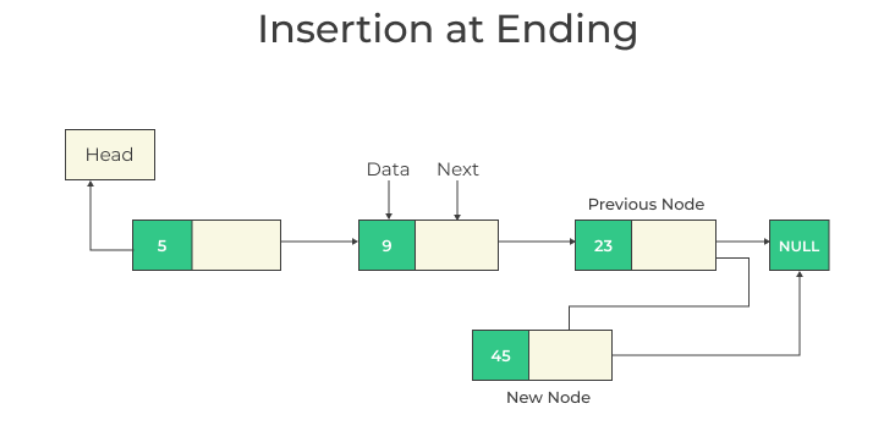 Insertion at Ending
Head
Data
Next
Previous Node
5
9
23
NULL
45
New Node